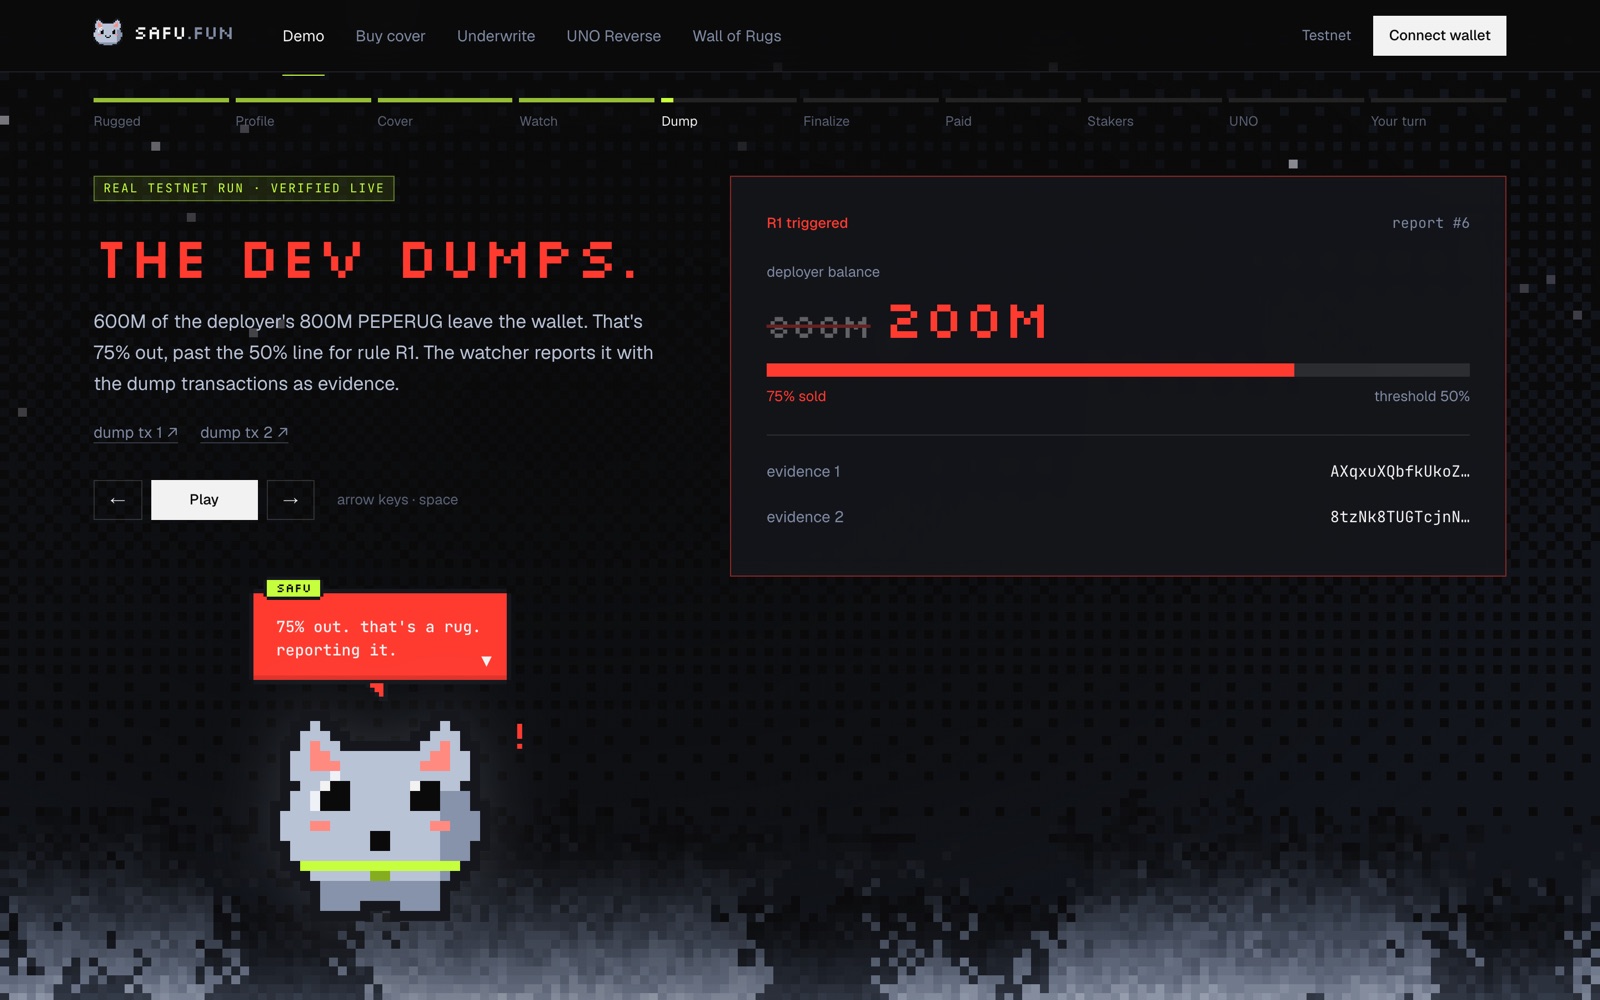 SAFU.FUN
Demo
Buy cover
Underwrite
UNO Reverse
Wall of Rugs
Testnet
Connect wallet
Rugged
Profile
Cover
Watch
Dump
Finalize
Paid
Stakers
UNO
Your turn
REAL TESTNET RUN · VERIFIED LIVE
THE DEV DUMPS.
600M of the deployer's 800M PEPERUG leave the wallet. That's
75% out, past the 50% line for rule R1. The watcher reports it with
the dump transactions as evidence.
dump tx 1 ↗
dump tx 2 ↗
←
Play
→
arrow keys · space
R1 triggered
report #6
deployer balance
800M 200M
75% sold
threshold 50%
evidence 1
AXqxuXQbfkUkoZ…
evidence 2
8tzNk8TUGTcjnN…
SAFU
75% out. that's a rug.
reporting it.
▼
!